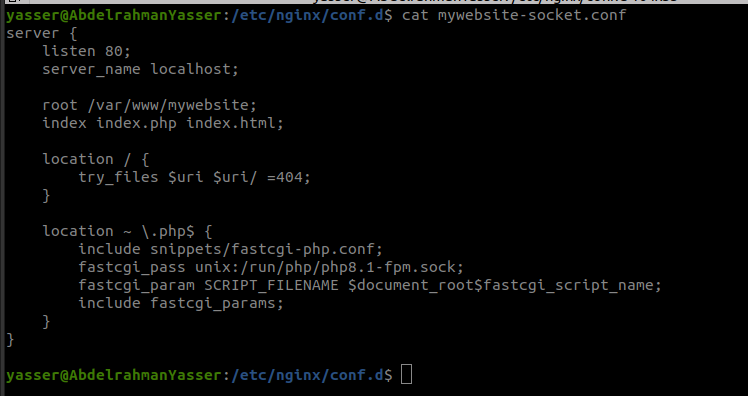 yasser@AbdelrahmanYasser:/etc/nginx/conf.d$ cat mywebsite-socket.conf
server {
    listen 80;
    server_name localhost;

    root /var/www/mywebsite;
    index index.php index.html;

    location / {
        try_files $uri $uri/ =404;
    }

    location ~ \.php$ {
        include snippets/fastcgi-php.conf;
        fastcgi_pass unix:/run/php/php8.1-fpm.sock;
        fastcgi_param SCRIPT_FILENAME $document_root$fastcgi_script_name;
        include fastcgi_params;
    }
}

yasser@AbdelrahmanYasser:/etc/nginx/conf.d$